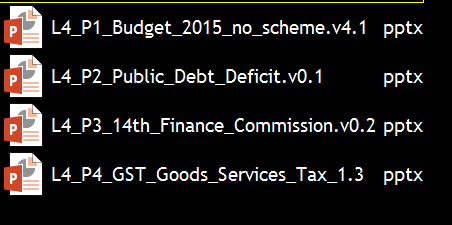 L4_P1_Budget_2015_no_scheme.v4.1 pptx
L4_P2_Public_Debt_Deficit.v0.1 pptx
L4_P3_14th_Finance_Commission.v0.2 pptx
L4_P4_GST_Goods_Services_Tax_1.3 pptx